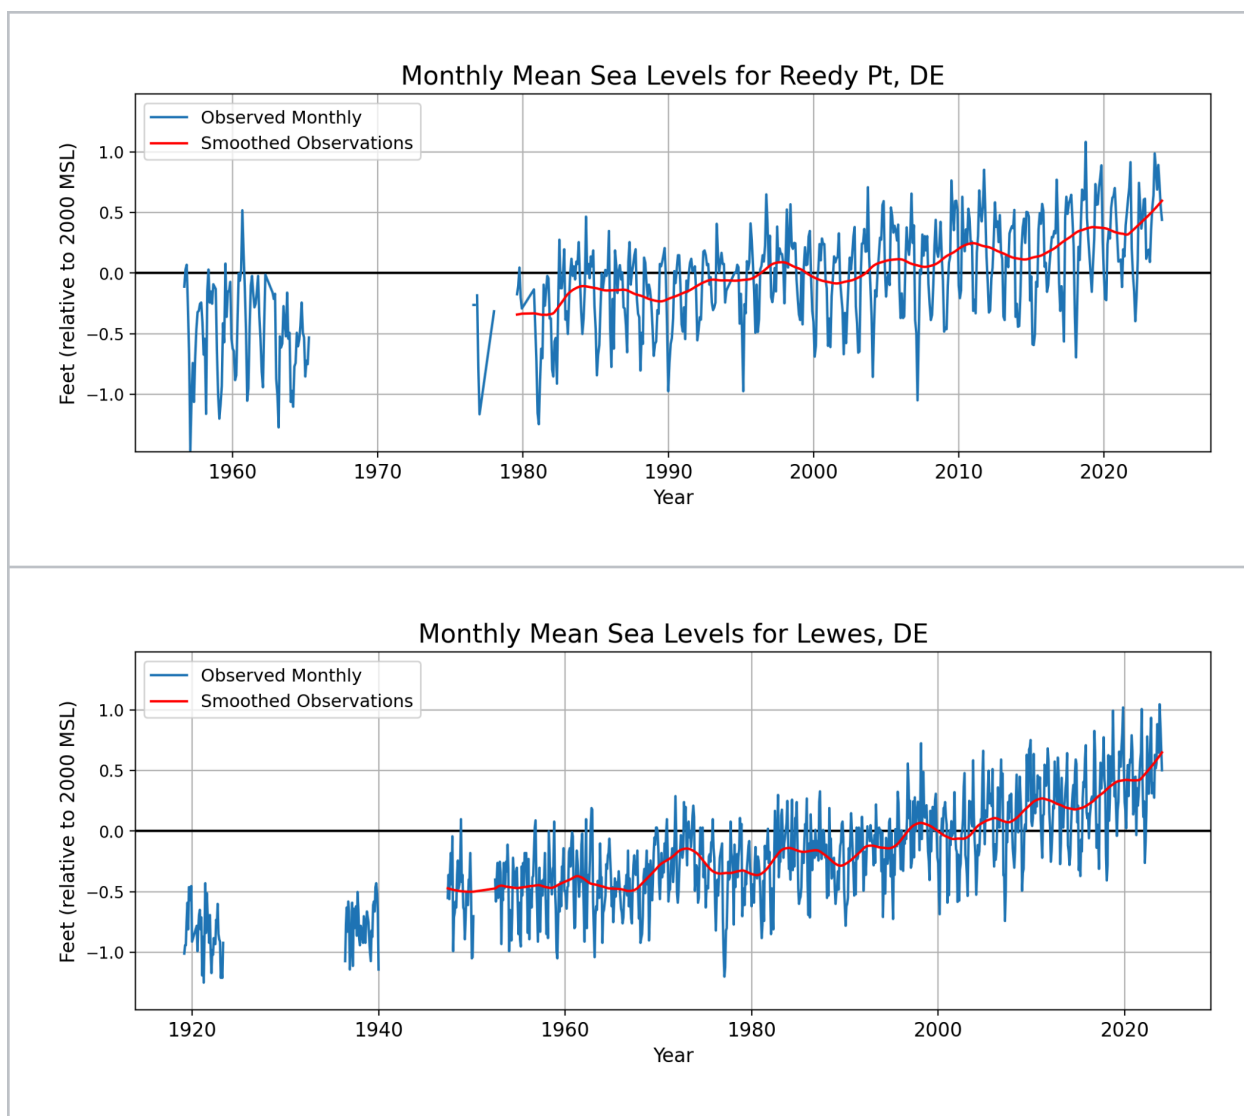 Monthly Mean Sea Levels for Reedy Pt, DE
Observed Monthly
Smoothed Observations
Feet (relative to 2000 MSL)
1.0
0.5
0.0
−0.5
−1.0
1960 1970 1980 1990 2000 2010 2020
Year
Monthly Mean Sea Levels for Lewes, DE
Observed Monthly
Smoothed Observations
Feet (relative to 2000 MSL)
1.0
0.5
0.0
−0.5
−1.0
1920 1940 1960 1980 2000 2020
Year